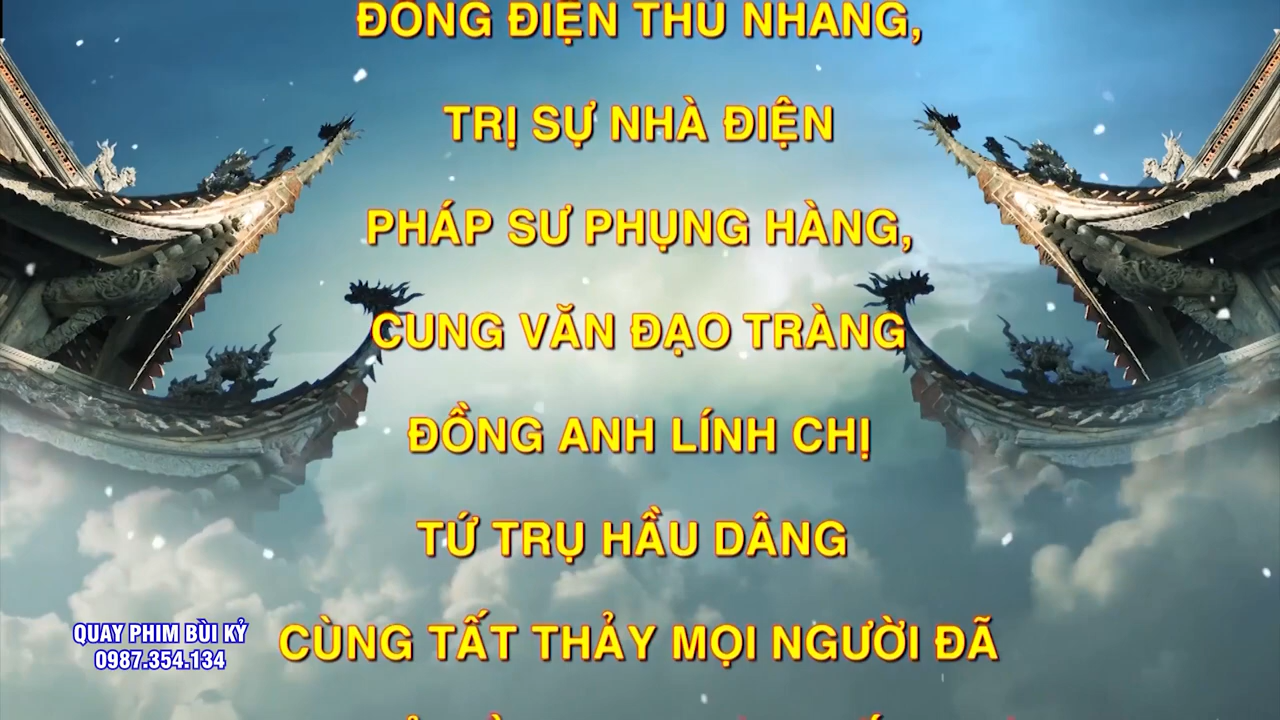 ĐỒNG ĐIỆN THỦ NHANG,
TRỊ SỰ NHÀ ĐIỆN
PHÁP SƯ PHỤNG HÀNG,
CUNG VĂN ĐẠO TRÀNG
ĐỒNG ANH LÍNH CHỊ
TỨ TRỤ HẦU DÂNG
CÙNG TẤT THẢY MỌI NGƯỜI ĐÃ
QUAY PHIM BÙI KỶ
0987.354.134